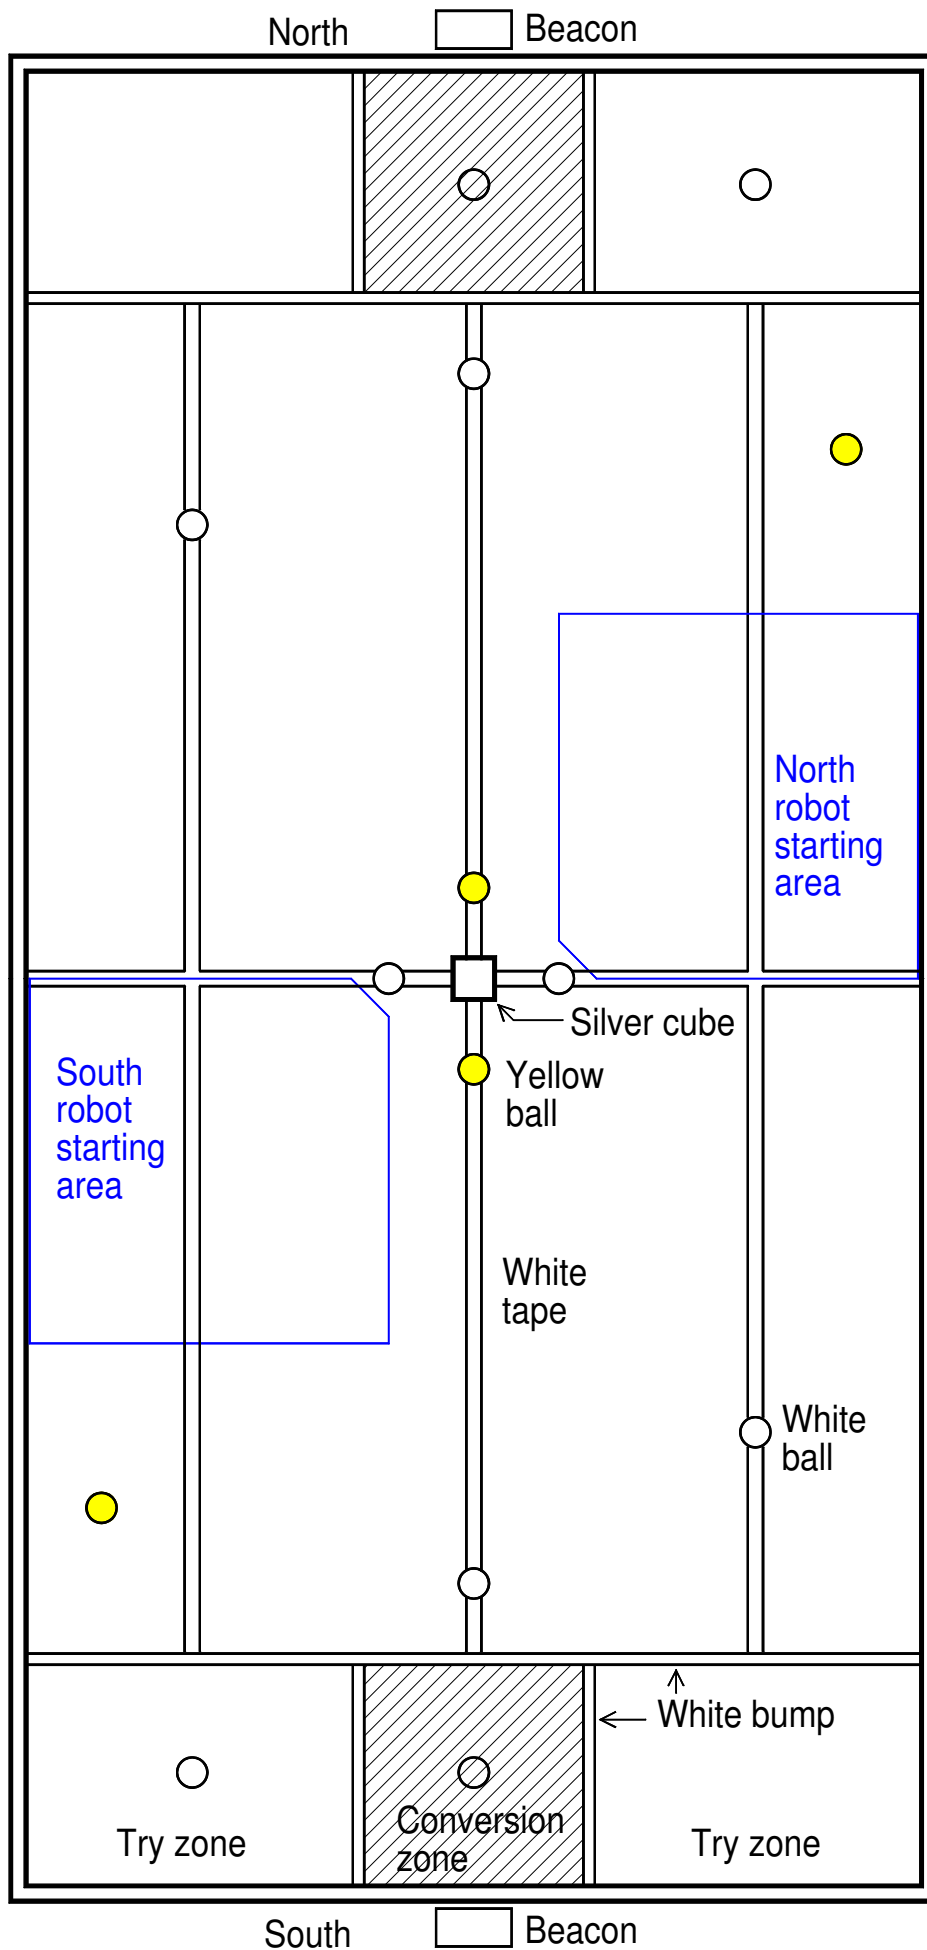 North
Beacon
North
robot
starting
area
Silver cube
South
robot
starting
area
Yellow
ball
White
tape
White
ball
White bump
Conversion
zone
Try zone
Try zone
South
Beacon